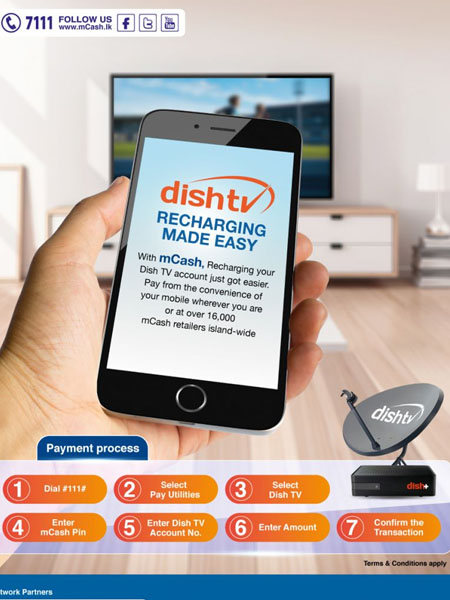 7111 FOLLOW US
www.mCash.lk
dishtv
RECHARGING
MADE EASY
With mCash, Recharging your
Dish TV account just got easier.
Pay from the convenience of
your mobile wherever you are
or at over 16,000
mCash retailers island-wide
dishtv
dish+
Payment process
1 Dial #111#
2 Select
Pay Utilities
3 Select
Dish TV
4 Enter
mCash Pin
5 Enter Dish TV
Account No.
6 Enter Amount
7 Confirm the
Transaction
Terms & Conditions apply
twork Partners